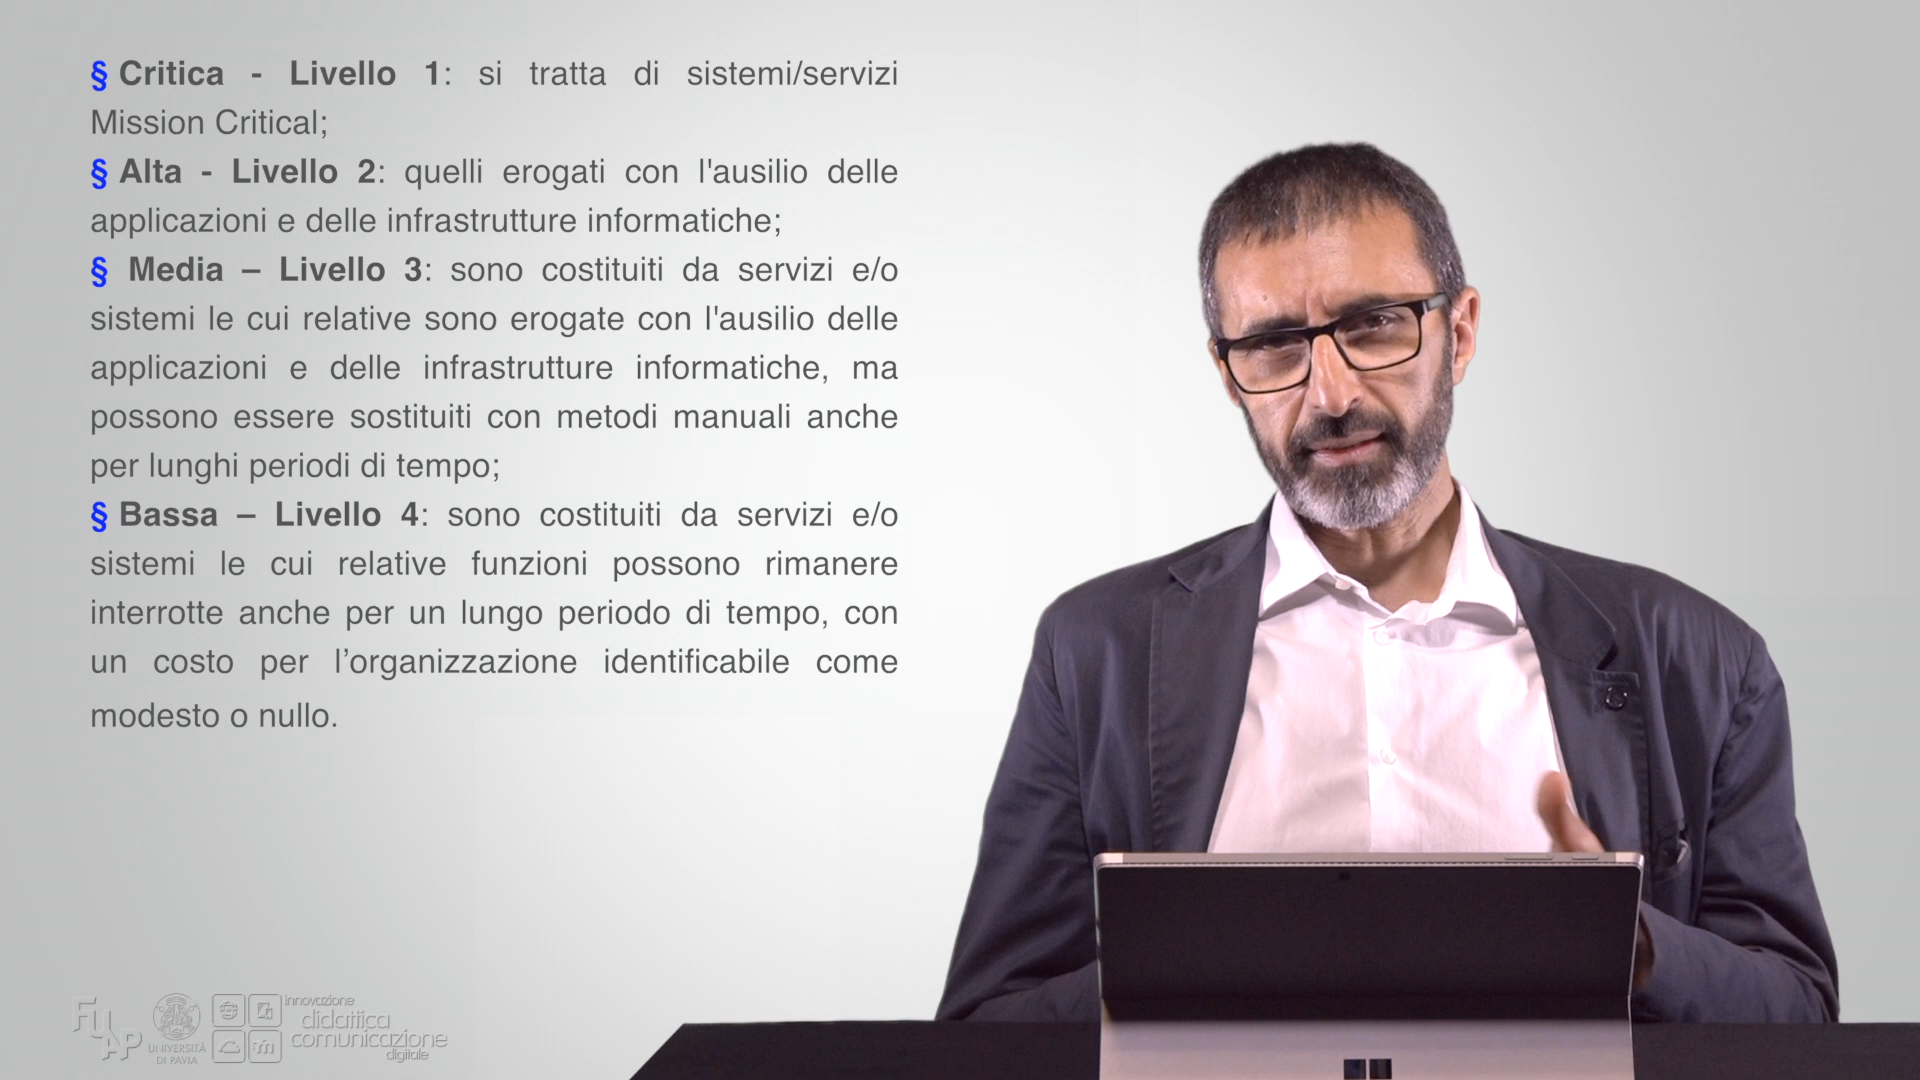 § Critica - Livello 1: si tratta di sistemi/servizi
Mission Critical;
§ Alta - Livello 2: quelli erogati con l'ausilio delle
applicazioni e delle infrastrutture informatiche;
§ Media – Livello 3: sono costituiti da servizi e/o
sistemi le cui relative sono erogate con l'ausilio delle
applicazioni e delle infrastrutture informatiche, ma
possono essere sostituiti con metodi manuali anche
per lunghi periodi di tempo;
§ Bassa – Livello 4: sono costituiti da servizi e/o
sistemi le cui relative funzioni possono rimanere
interrotte anche per un lungo periodo di tempo, con
un costo per l’organizzazione identificabile come
modesto o nullo.
UNIVERSITÀ
DI PAVIA
innovazione
didattica
comunicazione
digitale